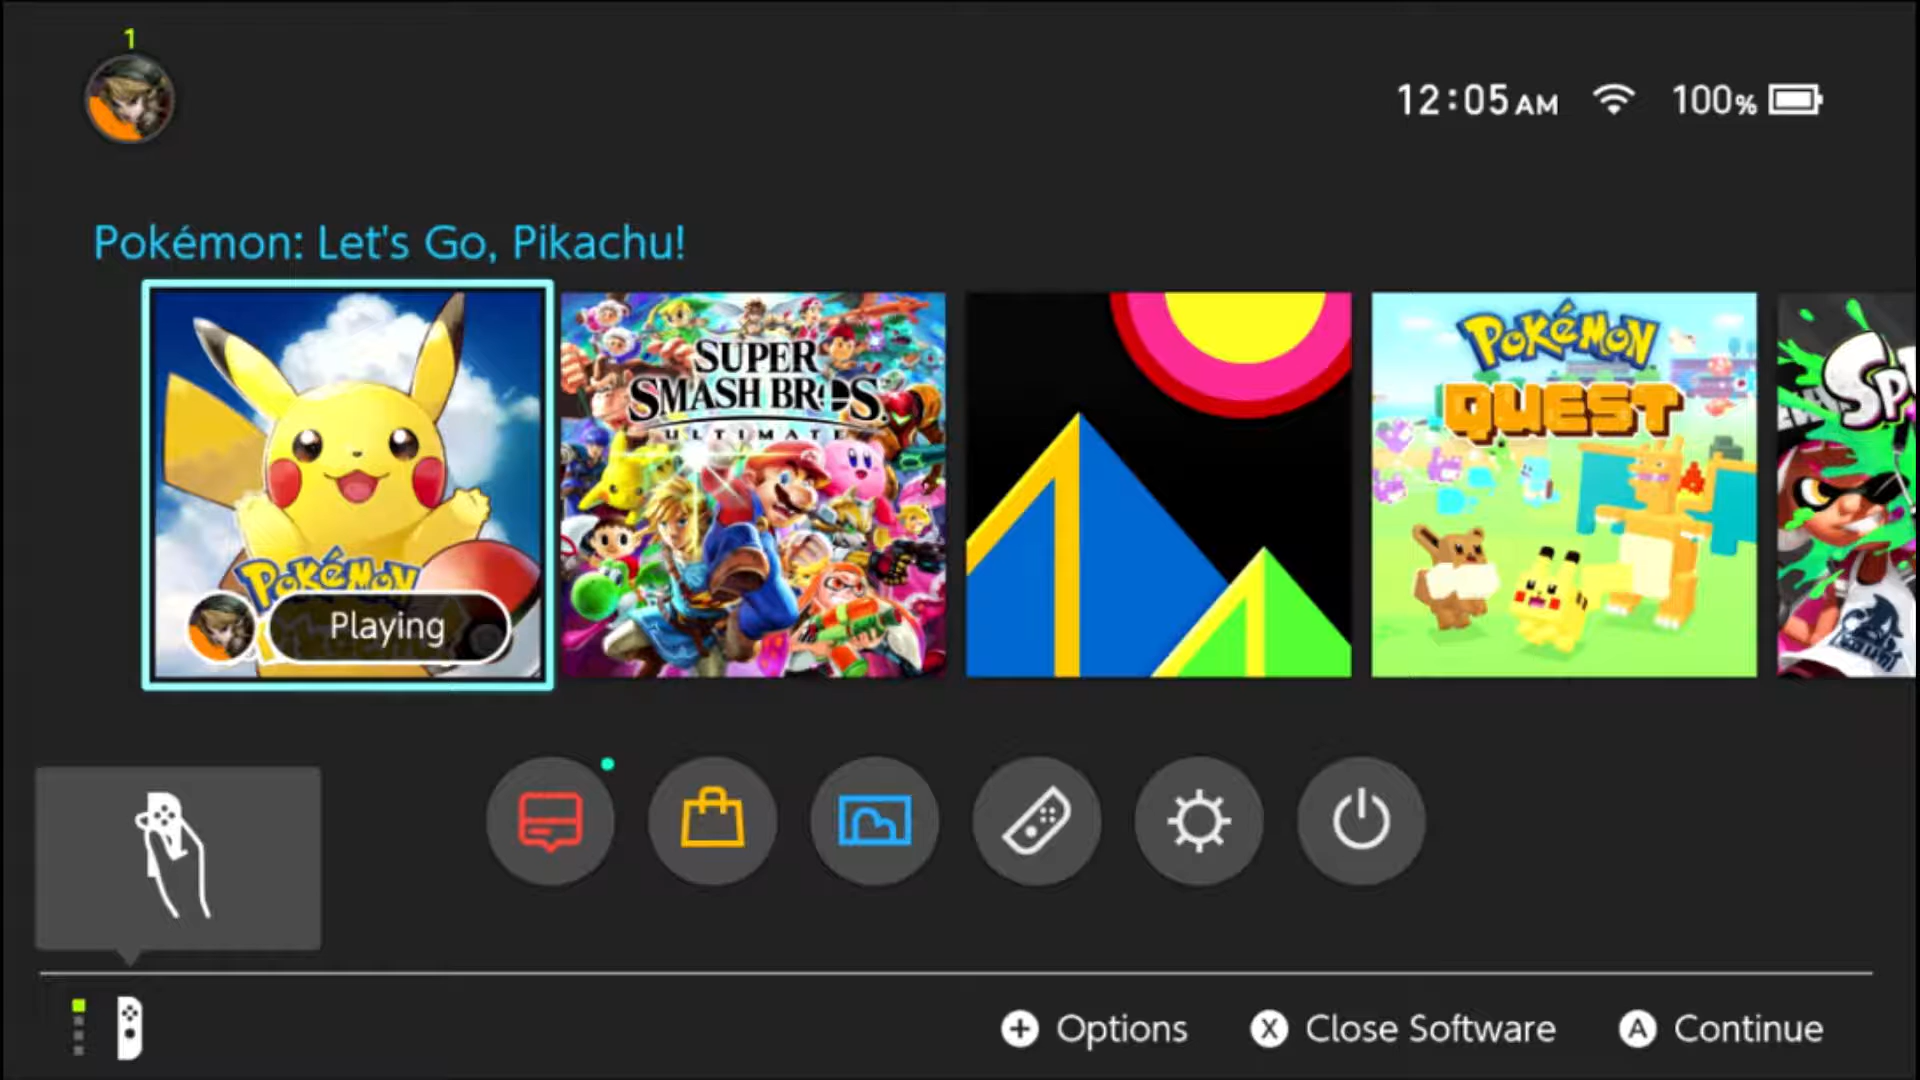 1
12:05 AM 100%
Pokémon: Let's Go, Pikachu!
POKéMON
Playing
SUPER
SMASH BROS.
ULTIMATE
POKéMON
QUEST
SP
+ Options X Close Software A Continue